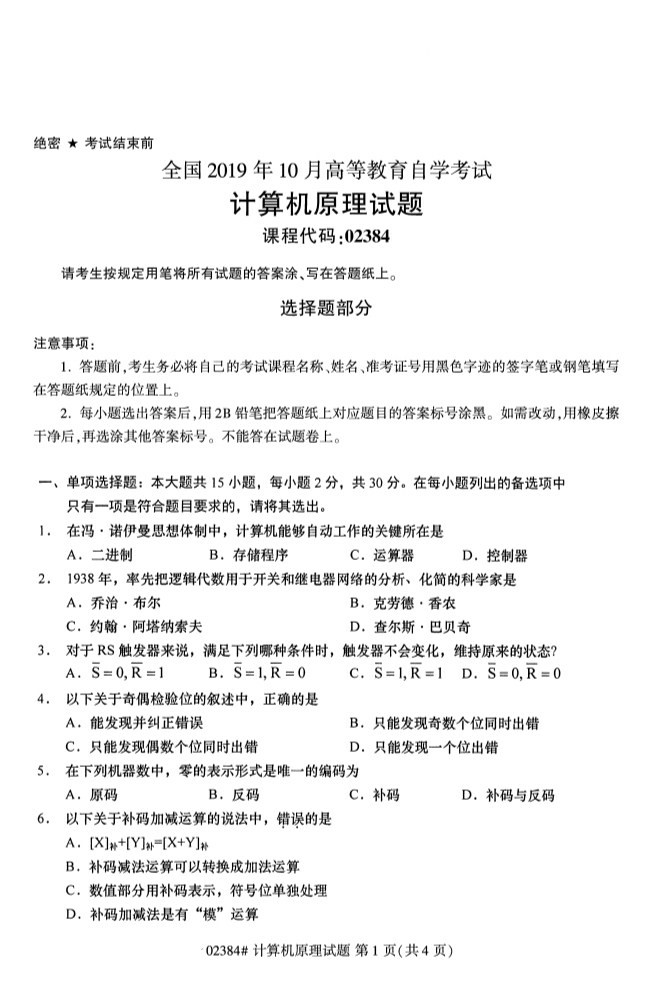 绝密 ★ 考试结束前
全国 2019 年 10 月高等教育自学考试
计算机原理试题
课程代码:02384
请考生按规定用笔将所有试题的答案涂、写在答题纸上。
选择题部分
注意事项:
1. 答题前,考生务必将自己的考试课程名称、姓名、准考证号用黑色字迹的签字笔或钢笔填写
在答题纸规定的位置上。
2. 每小题选出答案后,用 2B 铅笔把答题纸上对应题目的答案标号涂黑。如需改动,用橡皮擦
干净后,再选涂其他答案标号。不能答在试题卷上。
一、单项选择题:本大题共 15 小题,每小题 2 分,共 30 分。在每小题列出的备选项中
只有一项是符合题目要求的,请将其选出。
1. 在冯·诺伊曼思想体制中,计算机能够自动工作的关键所在是
A.二进制 B.存储程序 C.运算器 D.控制器
2. 1938 年,率先把逻辑代数用于开关和继电器网络的分析、化简的科学家是
A.乔治·布尔 B.克劳德·香农
C.约翰·阿塔纳索夫 D.查尔斯·巴贝奇
3. 对于 RS 触发器来说,满足下列哪种条件时,触发器不会变化,维持原来的状态?
A. S̅=0, R̅=1 B. S̅=1, R̅=0 C. S̅=1, R̅=1 D. S̅=0, R̅=0
4. 以下关于奇偶检验位的叙述中,正确的是
A.能发现并纠正错误 B.只能发现奇数个位同时出错
C.只能发现偶数个位同时出错 D.只能发现一个位出错
5. 在下列机器数中,零的表示形式是唯一的编码为
A.原码 B.反码 C.补码 D.补码与反码
6. 以下关于补码加减运算的说法中,错误的是
A. [X]补+[Y]补=[X+Y]补
B.补码减法运算可以转换成加法运算
C.数值部分用补码表示,符号位单独处理
D.补码加减法是有“模”运算
02384# 计算机原理试题 第 1 页(共 4 页)